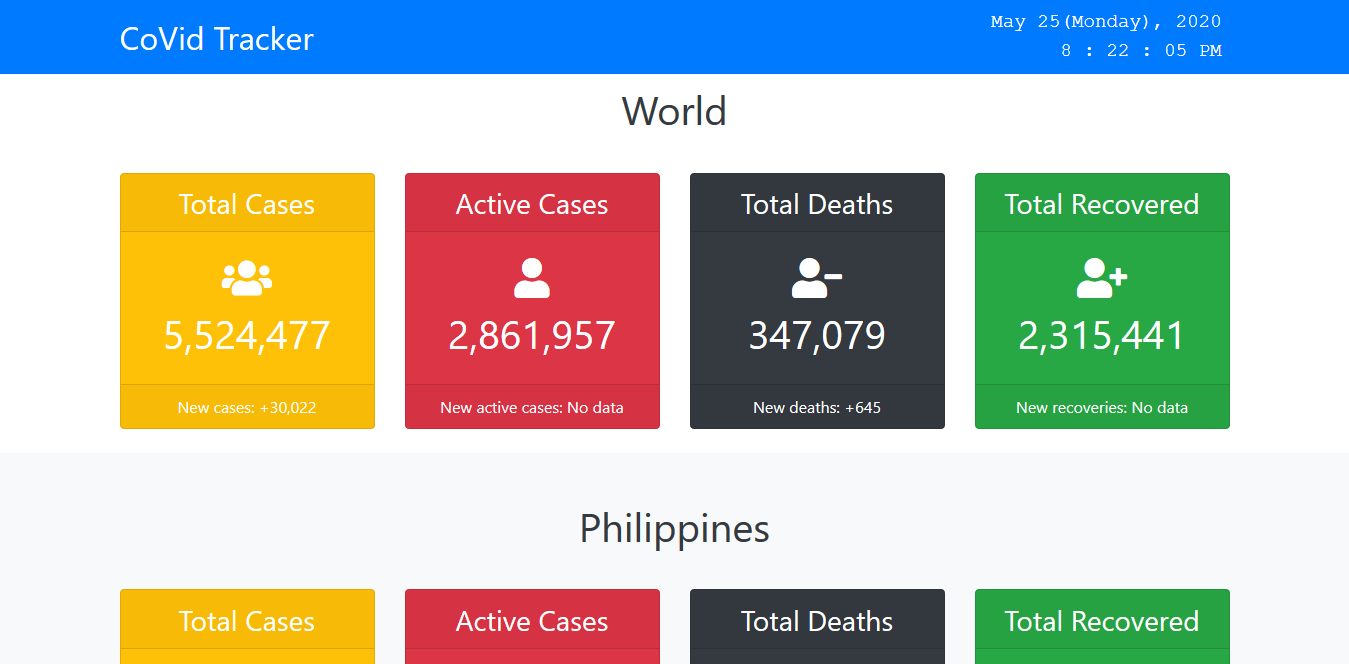 CoVid Tracker
May 25(Monday), 2020
8 : 22 : 05 PM
World
Total Cases
5,524,477
New cases: +30,022
Active Cases
2,861,957
New active cases: No data
Total Deaths
347,079
New deaths: +645
Total Recovered
2,315,441
New recoveries: No data
Philippines
Total Cases
Active Cases
Total Deaths
Total Recovered